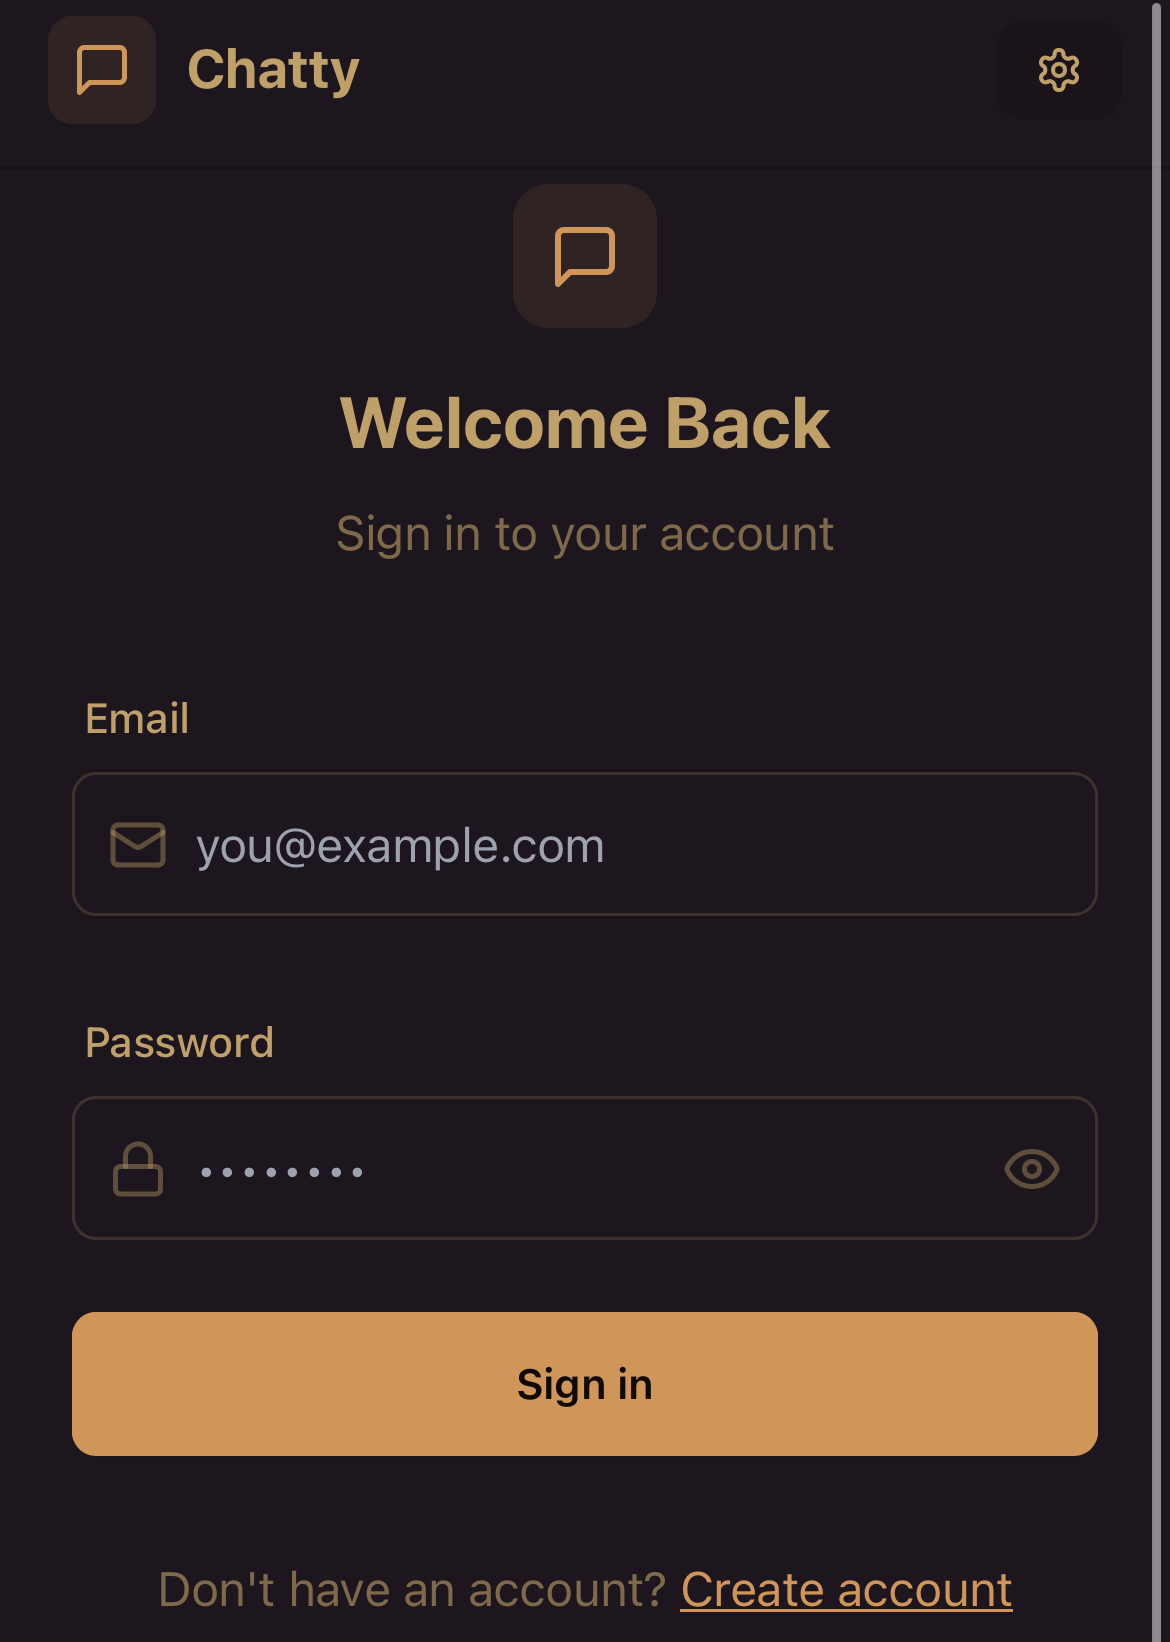 Chatty
Welcome Back
Sign in to your account
Email
you@example.com
Password
••••••••
Sign in
Don't have an account? Create account